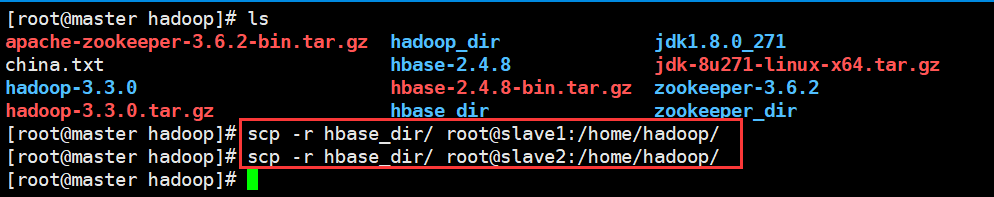 [root@master hadoop]# ls
apache-zookeeper-3.6.2-bin.tar.gz hadoop_dir jdk1.8.0_271
china.txt hbase-2.4.8 jdk-8u271-linux-x64.tar.gz
hadoop-3.3.0 hbase-2.4.8-bin.tar.gz zookeeper-3.6.2
hadoop-3.3.0.tar.gz hbase_dir zookeeper_dir
[root@master hadoop]# scp -r hbase_dir/ root@slave1:/home/hadoop/
[root@master hadoop]# scp -r hbase_dir/ root@slave2:/home/hadoop/
[root@master hadoop]#